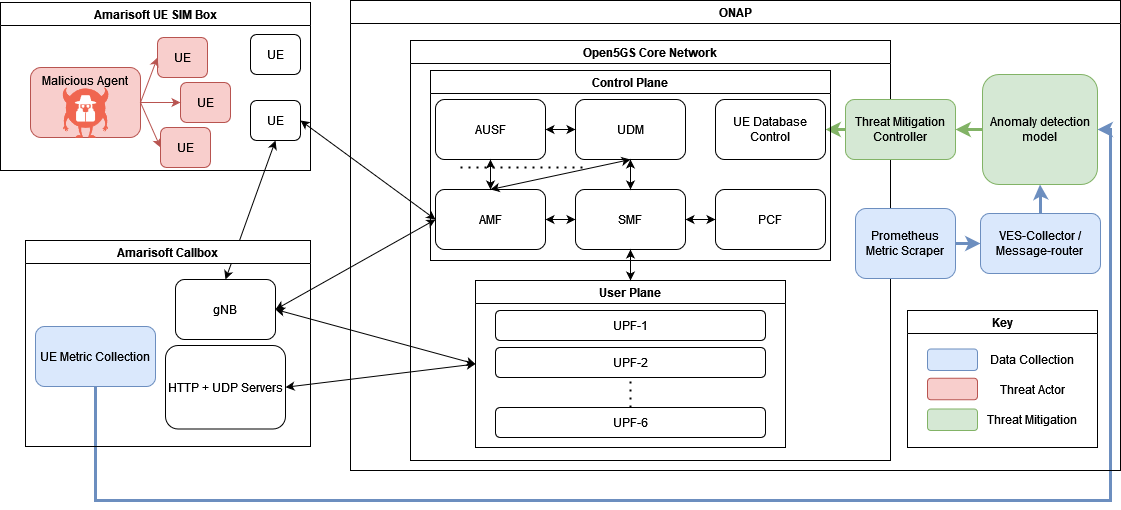 Amarisoft UE SIM Box
Malicious Agent
UE
UE
UE
UE
UE
Amarisoft Callbox
gNB
UE Metric Collection
HTTP + UDP Servers
ONAP
Open5GS Core Network
Control Plane
AUSF
UDM
UE Database
Control
AMF
SMF
PCF
User Plane
UPF-1
UPF-2
UPF-6
Threat Mitigation
Controller
Anomaly detection
model
Prometheus
Metric Scraper
VES-Collector /
Message-router
Key
Data Collection
Threat Actor
Threat Mitigation